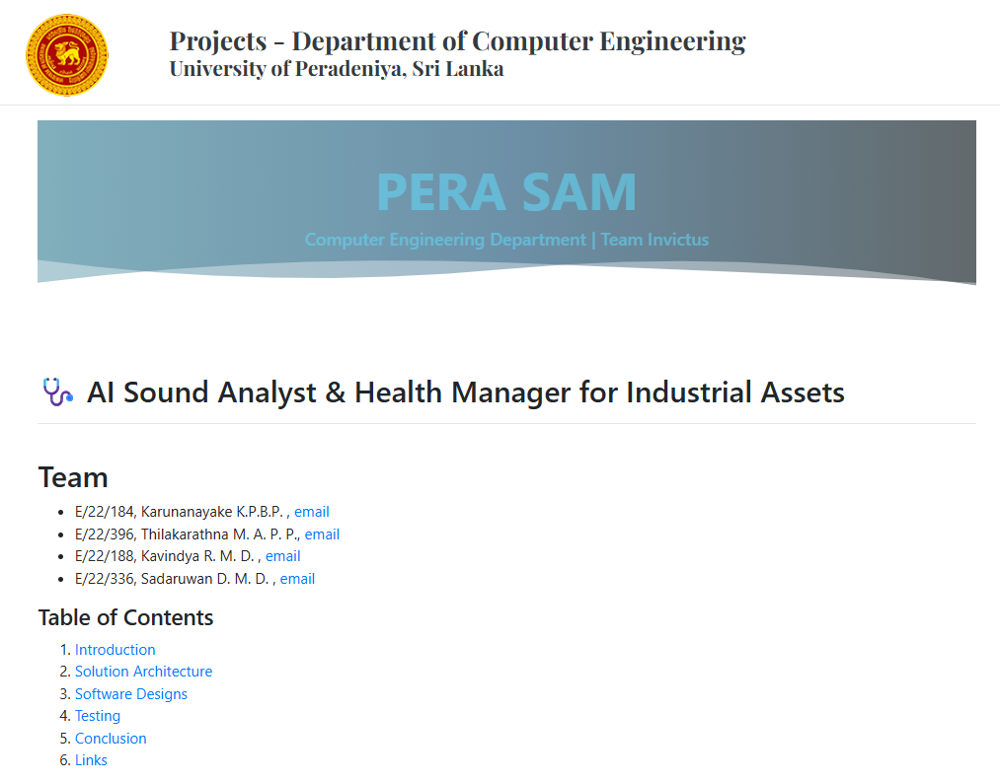 Projects - Department of Computer Engineering
University of Peradeniya, Sri Lanka
PERA SAM
Computer Engineering Department | Team Invictus
AI Sound Analyst & Health Manager for Industrial Assets
Team
• E/22/184, Karunanayake K.P.B.P. , email
• E/22/396, Thilakarathna M. A. P. P., email
• E/22/188, Kavindya R. M. D. , email
• E/22/336, Sadaruwan D. M. D. , email
Table of Contents
1. Introduction
2. Solution Architecture
3. Software Designs
4. Testing
5. Conclusion
6. Links